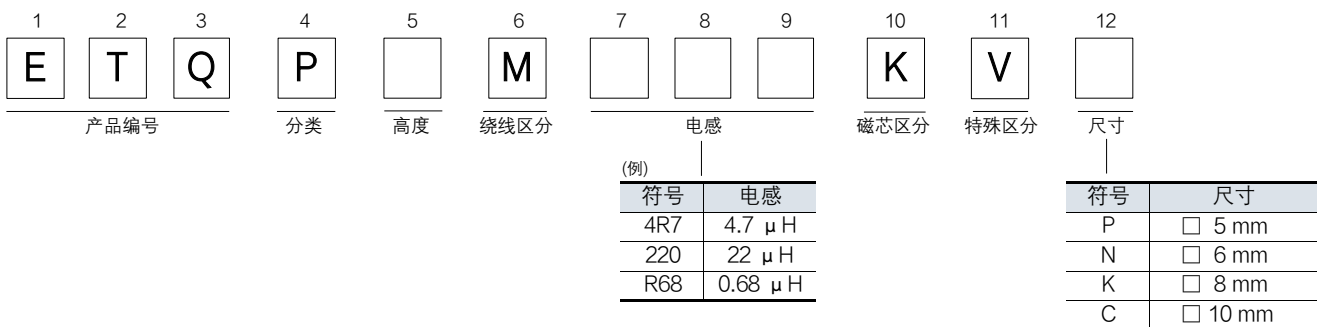 1 2 3 4 5 6 7 8 9 10 11 12
E T Q P M K V
产品编号 分类 高度 绕线区分 电感 磁芯区分 特殊区分 尺寸
(例)
符号 电感
4R7 4.7 μH
220 22 μH
R68 0.68 μH
符号 尺寸
P □ 5 mm
N □ 6 mm
K □ 8 mm
C □ 10 mm